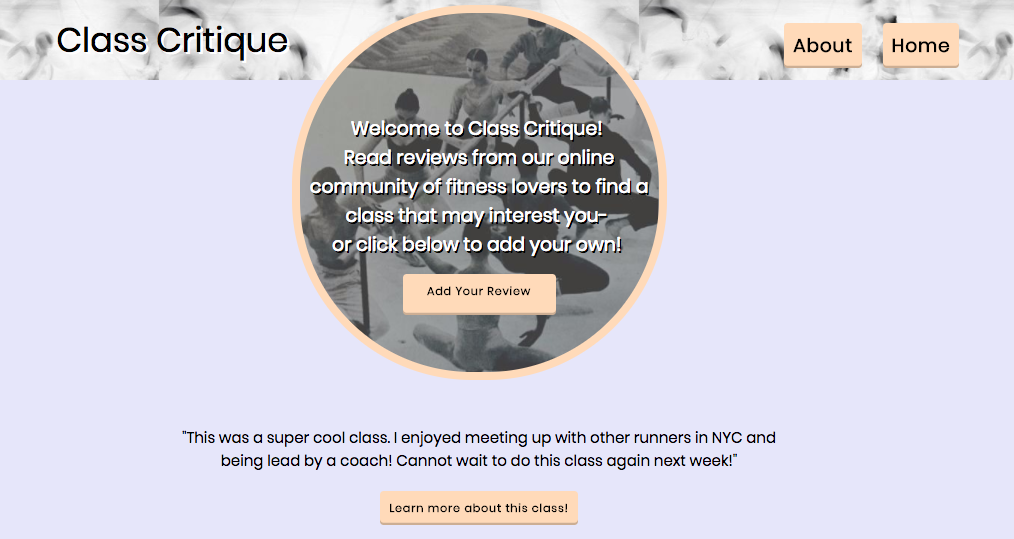 Class Critique
About
Home
Welcome to Class Critique!
Read reviews from our online
community of fitness lovers to find a
class that may interest you-
or click below to add your own!
Add Your Review
"This was a super cool class. I enjoyed meeting up with other runners in NYC and
being lead by a coach! Cannot wait to do this class again next week!"
Learn more about this class!